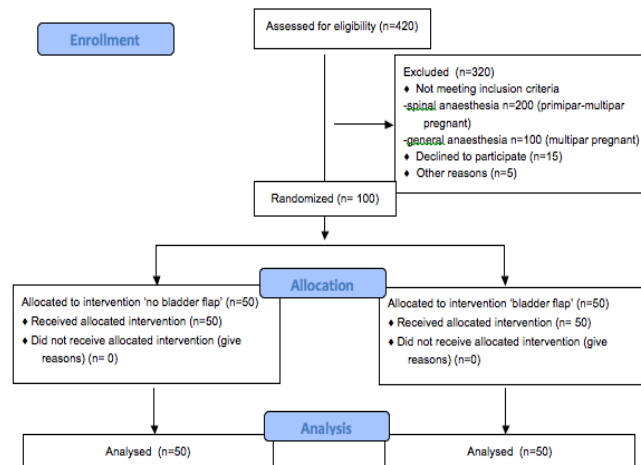 Assessed for eligibility (n=420)
Enrollment
Excluded (n=320)
♦ Not meeting inclusion criteria
-spinal anaesthesia n=200 (primipar-multipar
pregnant)
-general anaesthesia n=100 (multipar pregnant)
♦ Declined to participate (n=15)
♦ Other reasons (n=5)
Randomized (n= 100)
Allocation
Allocated to intervention 'no bladder flap' (n=50)
♦ Received allocated intervention (n=50)
♦ Did not receive allocated intervention (give
reasons) (n= 0)
Allocated to intervention 'bladder flap' (n=50)
♦ Received allocated intervention (n= 50)
♦ Did not receive allocated intervention (give
reasons) (n=0)
Analysis
Analysed (n=50)
Analysed (n=50)